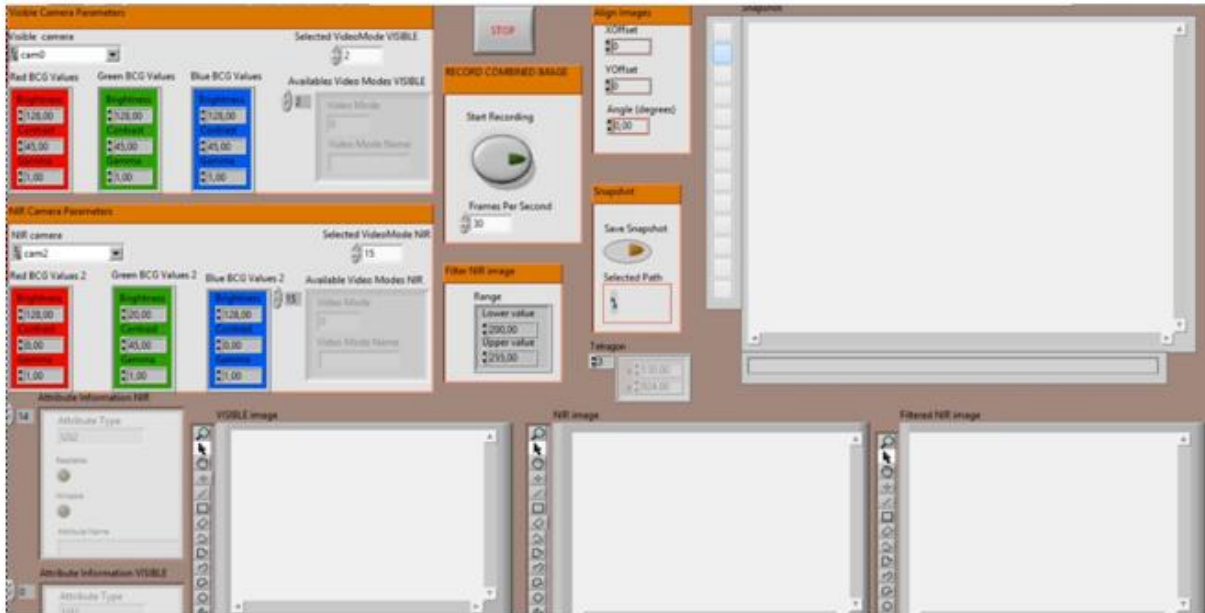 Visible Camera Parameters
Visible camera
cam0
Selected VideoMode VISIBLE
2
Red BCG Values
Green BCG Values
Blue BCG Values
Availables Video Modes VISIBLE
Brightness
128,00
Contrast
45,00
Gamma
1,00
Brightness
128,00
Contrast
45,00
Gamma
1,00
Brightness
128,00
Contrast
45,00
Gamma
1,00
Video Mode
0
Video Mode Name
NIR Camera Parameters
NIR camera
cam2
Selected VideoMode NIR
15
Red BCG Values 2
Green BCG Values 2
Blue BCG Values 2
Available Video Modes NIR
15
Brightness
128,00
Contrast
0,00
Gamma
1,00
Brightness
20,00
Contrast
45,00
Gamma
1,00
Brightness
128,00
Contrast
0,00
Gamma
1,00
Video Mode
0
Video Mode Name
STOP
RECORD COMBINED IMAGE
Start Recording
Frames Per Second
30
Filter NIR image
Range
Lower value
200,00
Upper value
255,00
Align Images
XOffset
0
YOffset
0
Angle (degrees)
0,00
Snapshot
Save Snapshot
Selected Path
Tetragon
Snapshot
Attribute Information NIR
14
Attribute Type
Attribute Name
Attribute Information VISIBLE
Attribute Type
VISIBLE image
NIR image
Filtered NIR image